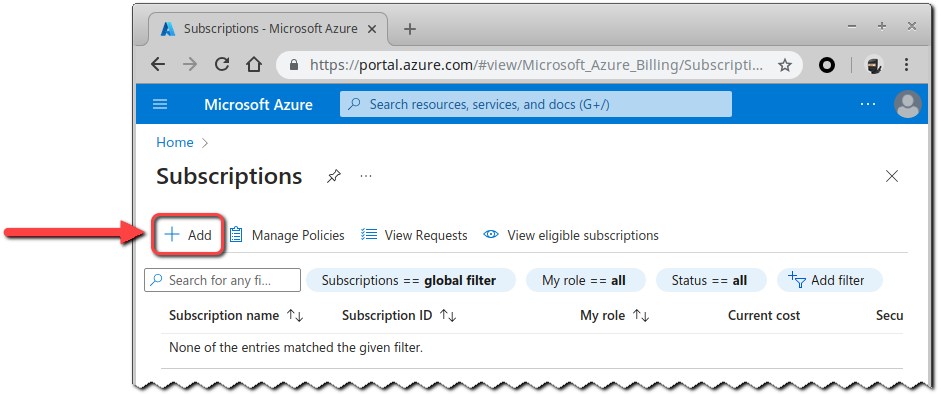 Subscriptions - Microsoft Azure
https://portal.azure.com/#view/Microsoft_Azure_Billing/Subscripti...
Microsoft Azure
Search resources, services, and docs (G+/)
Home
Subscriptions
Add
Manage Policies
View Requests
View eligible subscriptions
Search for any fi...
Subscriptions == global filter
My role == all
Status == all
Add filter
Subscription name
Subscription ID
My role
Current cost
Secu
None of the entries matched the given filter.